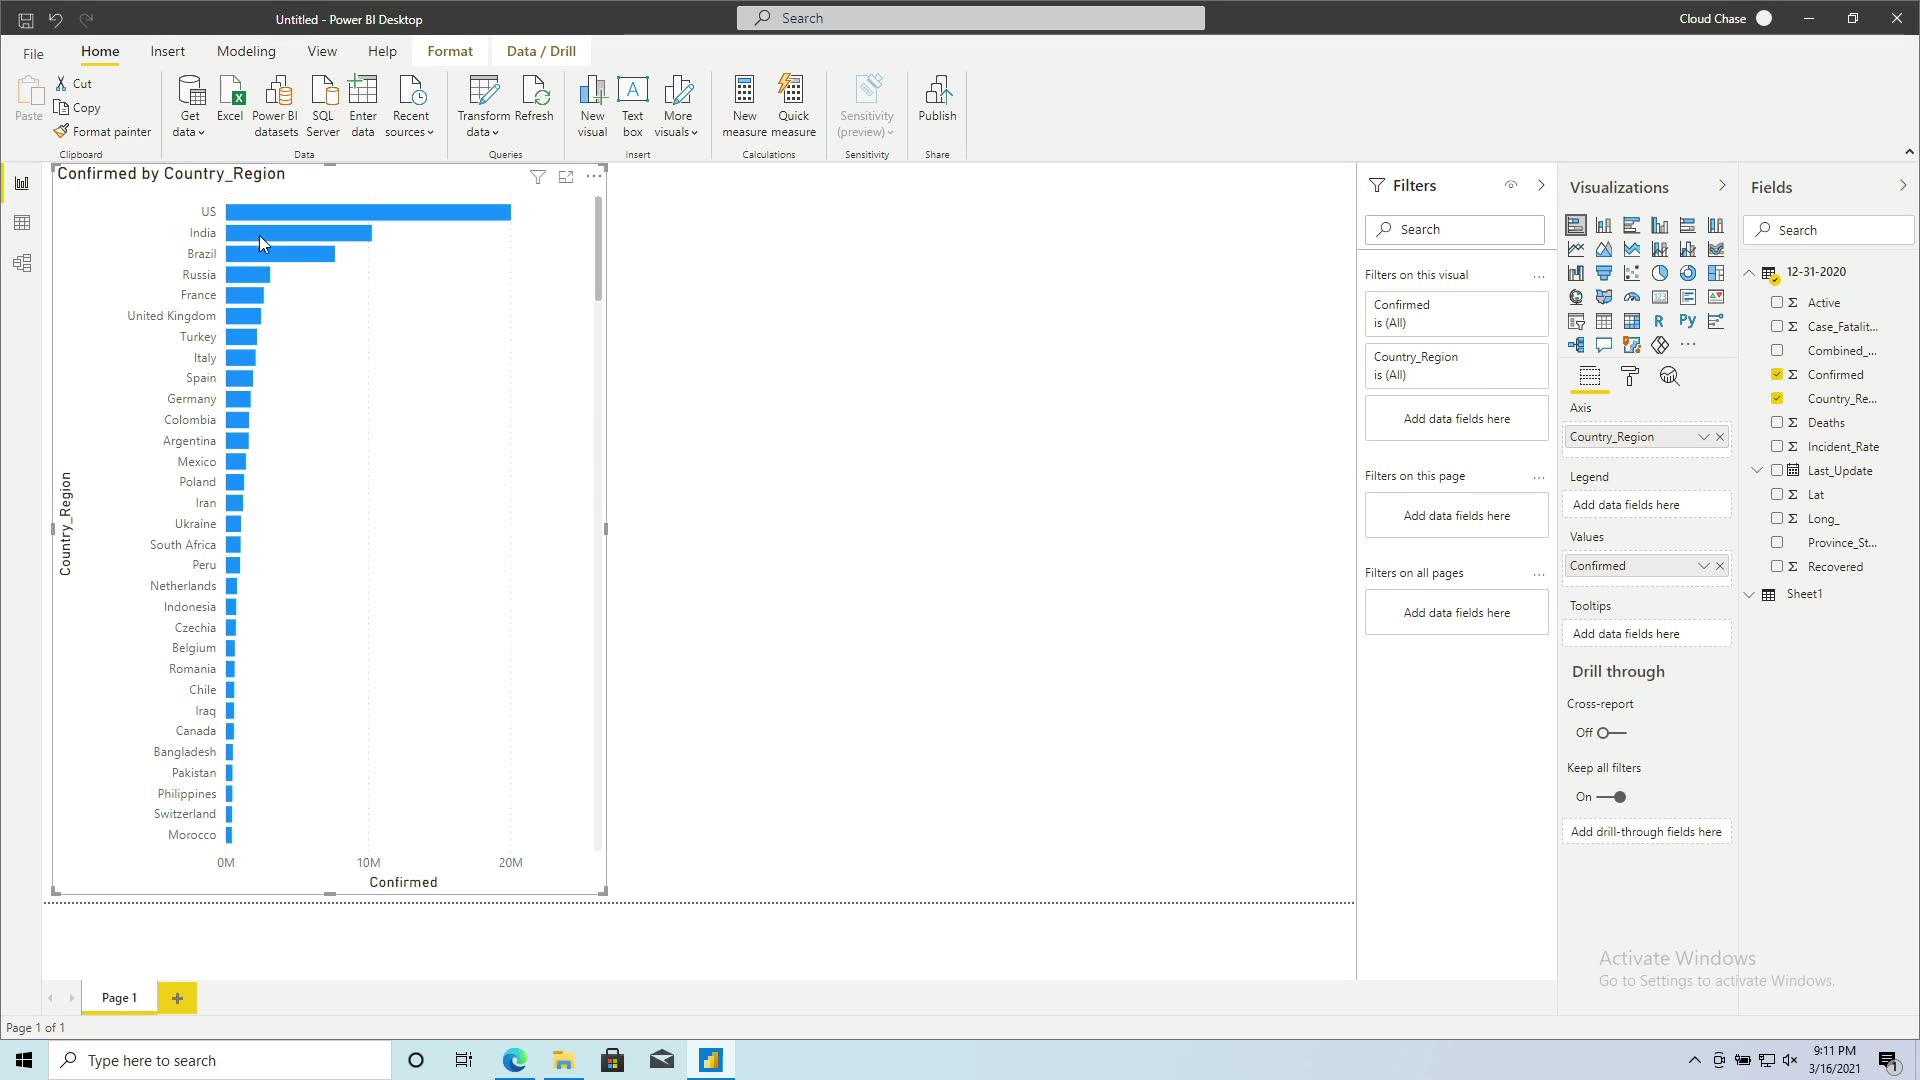 Untitled - Power BI Desktop
Search
Cloud Chase
File
Home
Insert
Modeling
View
Help
Format
Data / Drill
Paste
Cut
Copy
Format painter
Clipboard
Get data
Excel
Power BI datasets
SQL Server
Enter data
Recent sources
Data
Transform data
Refresh
Queries
New visual
Text box
More visuals
Insert
New measure
Quick measure
Calculations
Sensitivity (preview)
Sensitivity
Publish
Share
Confirmed by Country_Region
US
India
Brazil
Russia
France
United Kingdom
Turkey
Italy
Spain
Germany
Colombia
Argentina
Mexico
Poland
Iran
Ukraine
South Africa
Peru
Netherlands
Indonesia
Czechia
Belgium
Romania
Chile
Iraq
Canada
Bangladesh
Pakistan
Philippines
Switzerland
Morocco
Country_Region
0M 10M 20M
Confirmed
Filters
Search
Filters on this visual
Confirmed
is (All)
Country_Region
is (All)
Add data fields here
Filters on this page
Add data fields here
Filters on all pages
Add data fields here
Visualizations
123
R
Py
Axis
Country_Region
Legend
Add data fields here
Values
Confirmed
Tooltips
Add data fields here
Drill through
Cross-report
Off
Keep all filters
On
Add drill-through fields here
Fields
Search
12-31-2020
Active
Case_Fatalit...
Combined_...
Confirmed
Country_Re...
Deaths
Incident_Rate
Last_Update
Lat
Long_
Province_St...
Recovered
Sheet1
Activate Windows
Go to Settings to activate Windows.
Page 1
Page 1 of 1
Type here to search
9:11 PM
3/16/2021
1